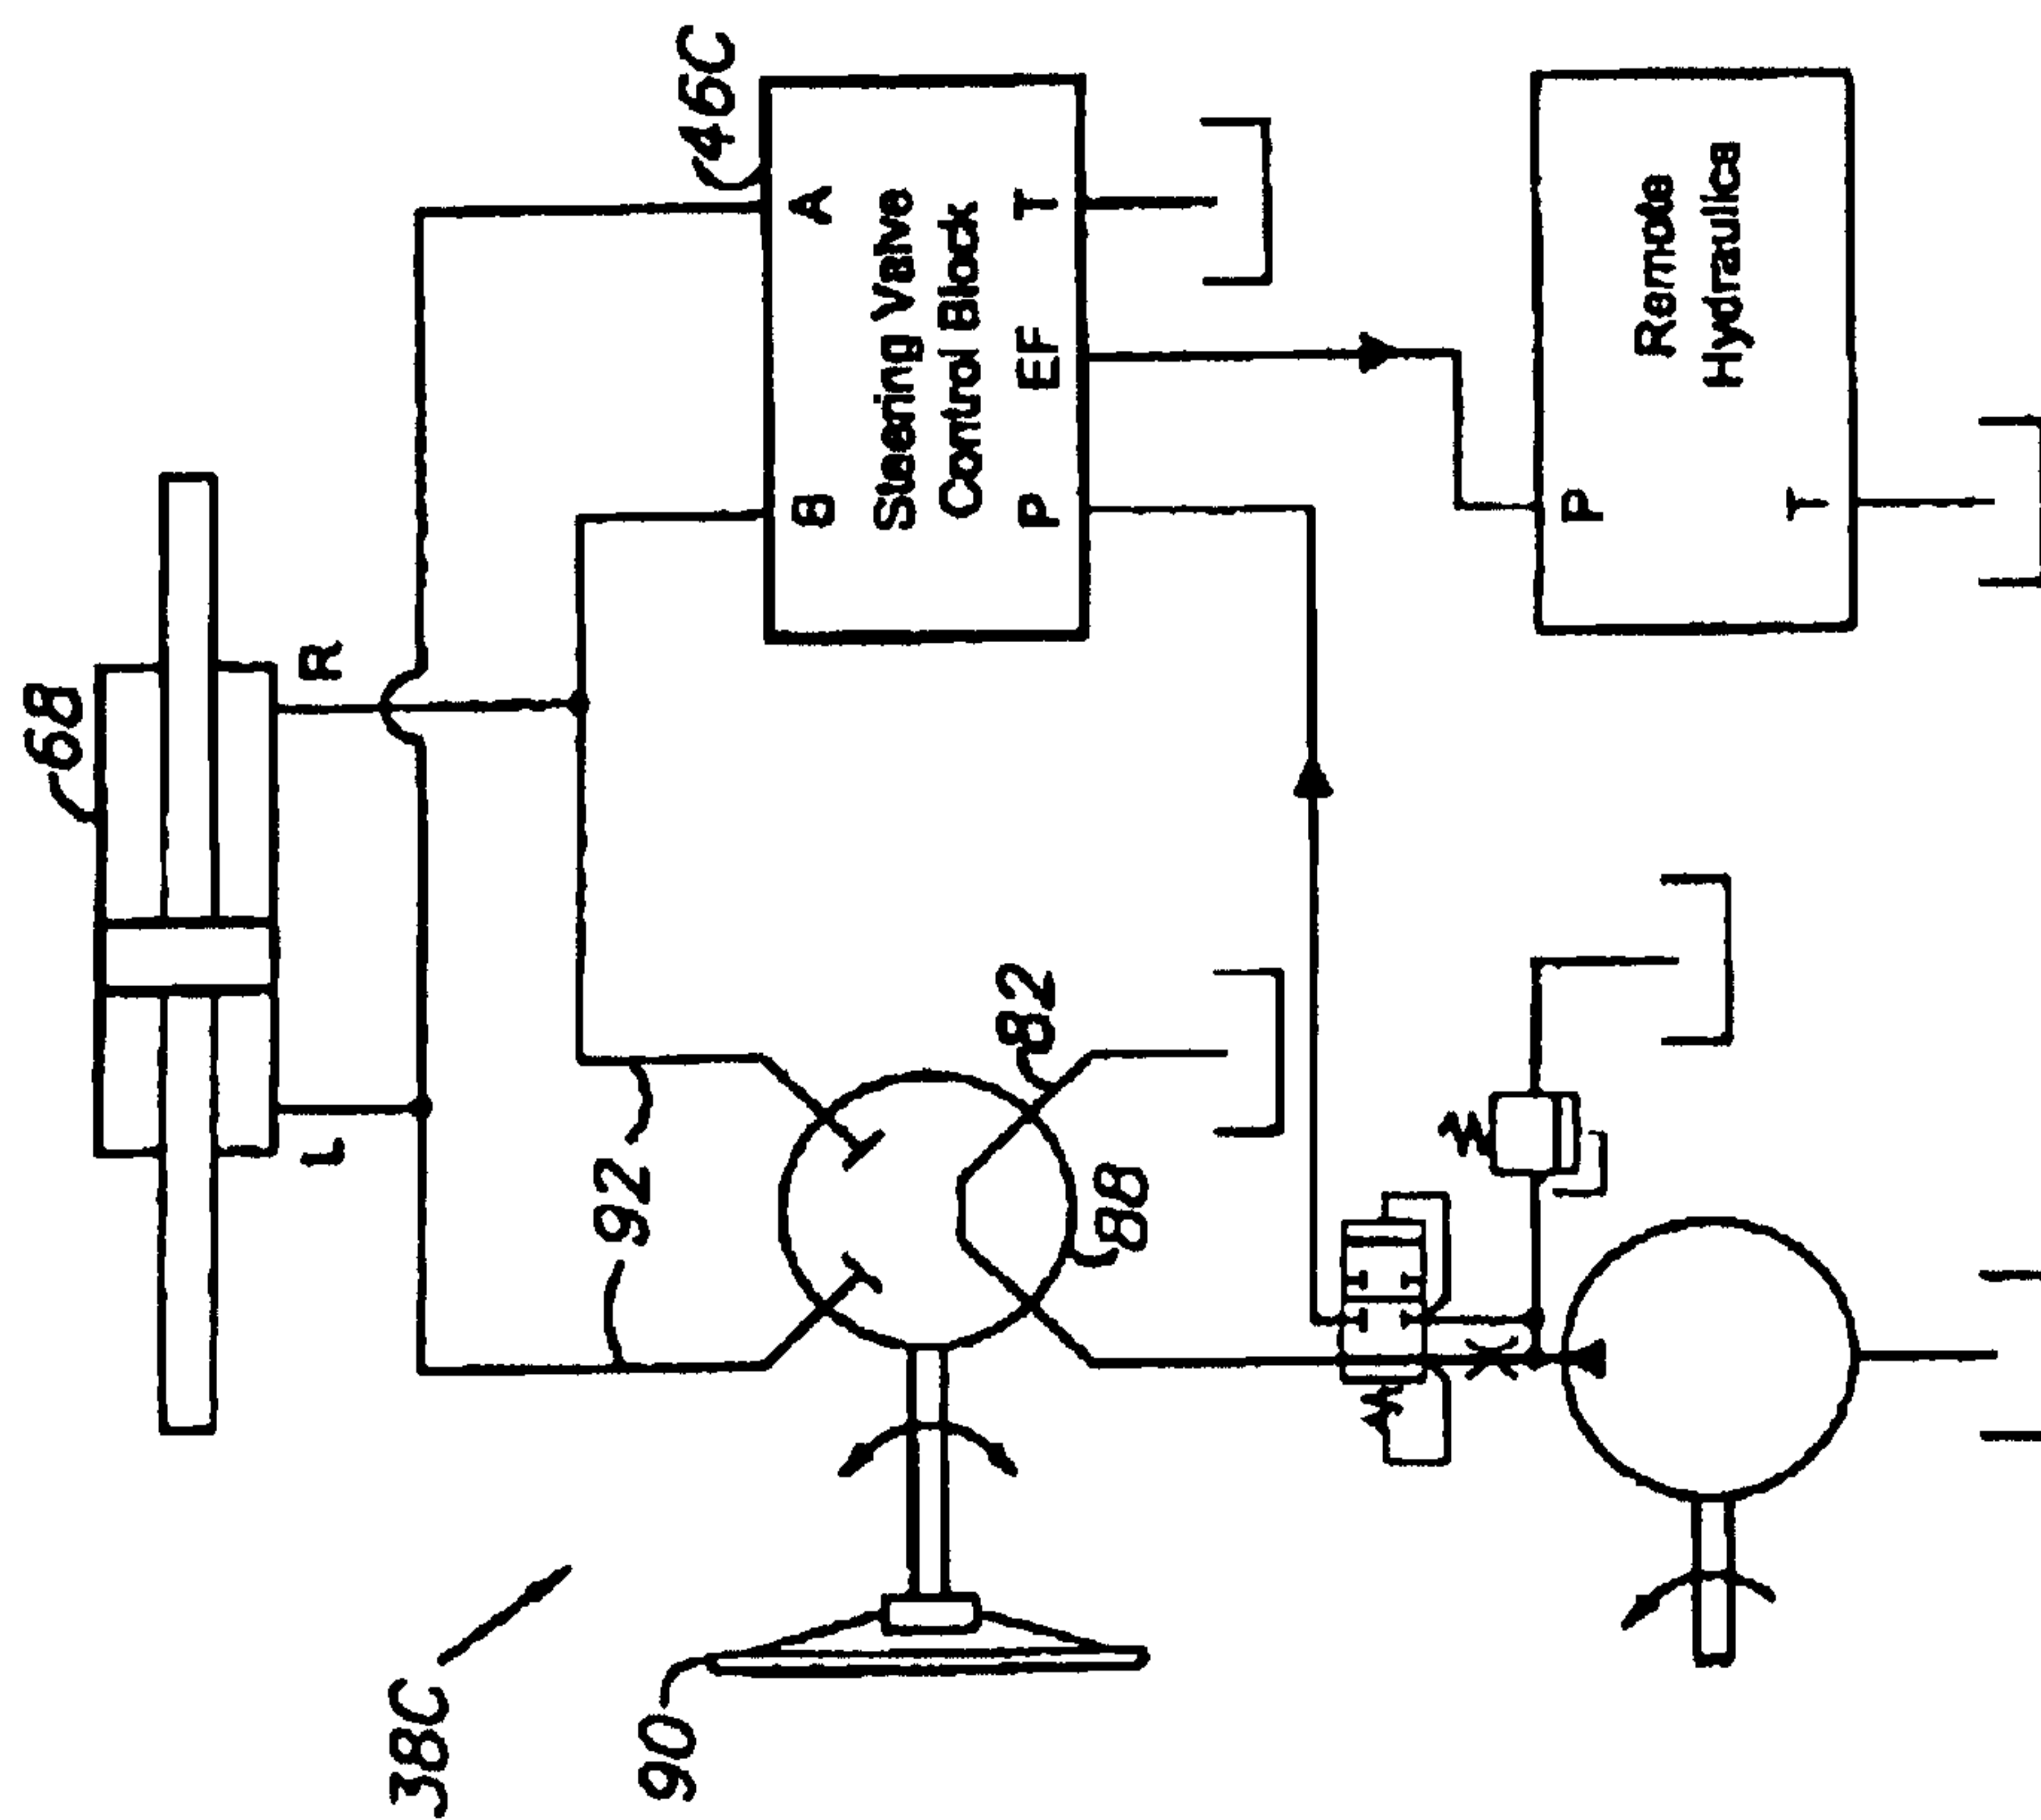 68
L R
38C
92
90
46C
B A
Steering Valve
Control Block
P EF T
82
88
P
Remote
Hydraulics
T